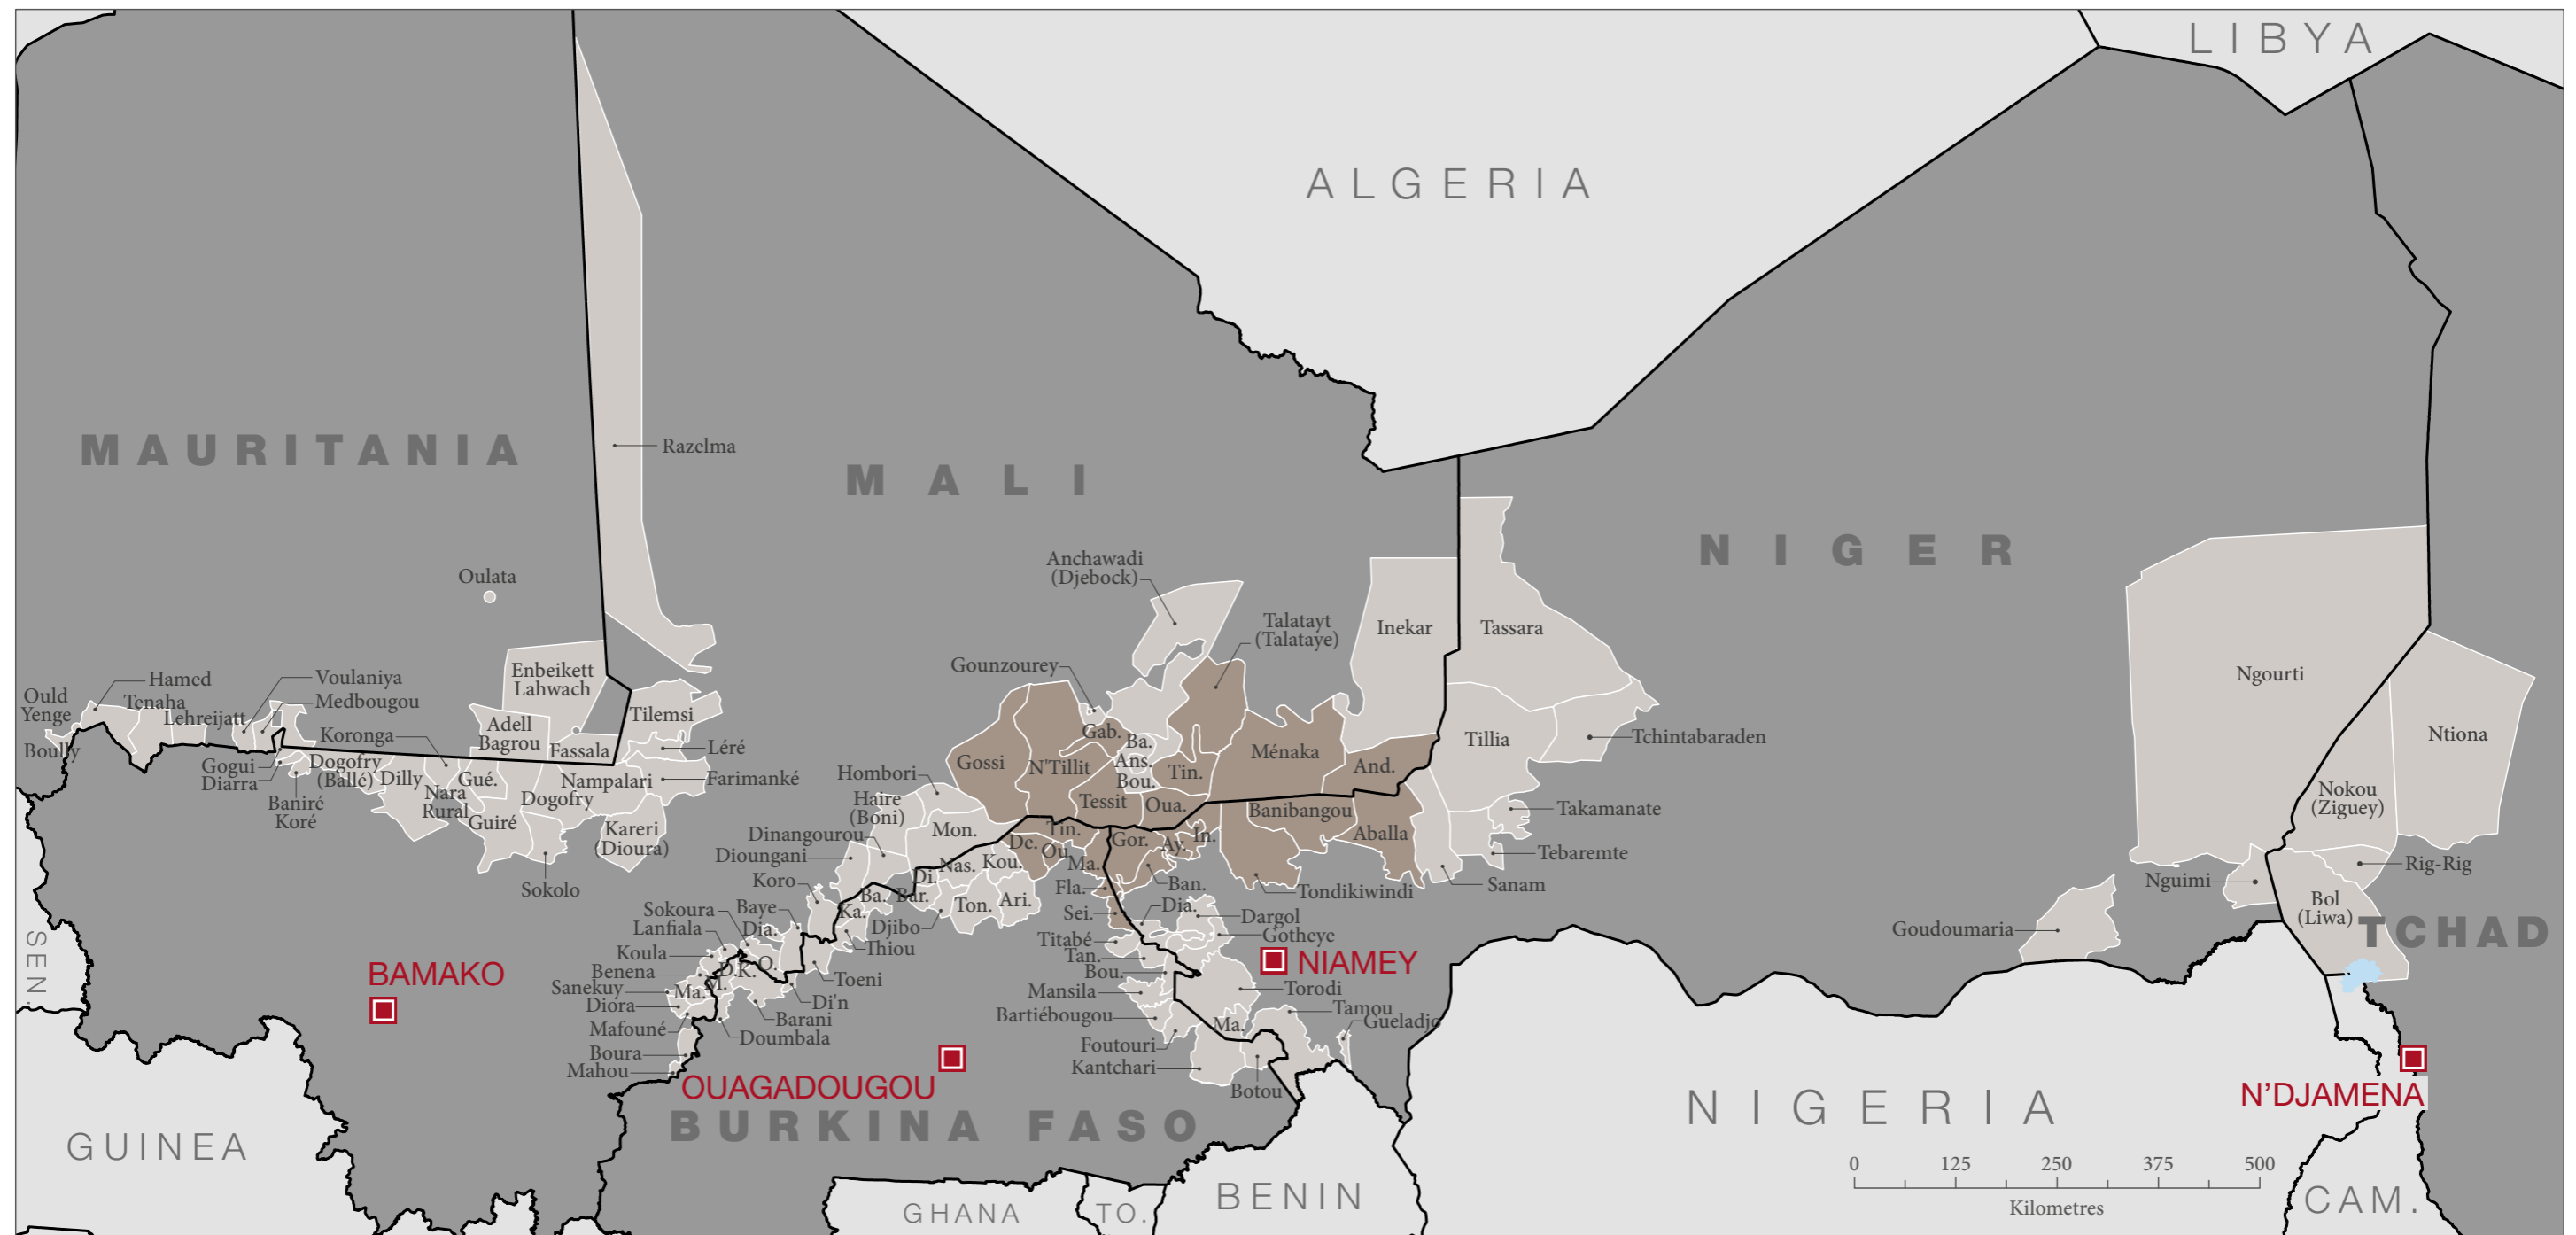 LIBYA
ALGERIA
MAURITANIA
MALI
NIGER
Razelma
Oulata
Anchawadi
(Djebock)
Talatayt
(Talataye)
Inekar
Tassara
Gounzourey
Enbeikett
Lahwach
Ngourti
Hamed
Voulaniya
Ould
Yenge
Tenaha
Medbougou
Lehreijatt
Koronga
Adell
Bagrou
Fassala
Tilemsi
Boully
Gogui
Diarra
Dogofry
(Ballé)
Dilly
Gué.
Nampalari
Léré
Farimanké
Baniré
Koré
Nara
Rural
Guiré
Dogofry
Kareri
(Dioura)
Sokolo
Gossi
N'Tillit
Gab.
Ba.
Ans.
Bou.
Tin.
Ménaka
And.
Tessit
Oua.
Tillia
Tchintabaraden
Ntiona
Nokou
(Ziguey)
Takamanate
Tebaremte
Sanam
Banibangou
Aballa
Tondikiwindi
Hombori
Haire
(Boni)
Mon.
Dinangourou
Dioungani
Koro
Tin.
De.
Ou
Ma.
Gor.
Ay.
In.
Ban.
Fla.
Sei.
Dia.
Dargol
Gotheye
Nas.
Kou.
Di.
Ba.
Bar.
Ton.
Ari.
Ka.
Djibo
Thiou
Toeni
Baye
Sokoura
Dia.
Lanfiala
Koula
Benena
Sanekuy
Diora
Mafouné
Boura
Mahou
D.
K.
O.
M.
Ma.
Di'n
Barani
Doumbala
Titabé
Tan.
Bou.
Mansila
Bartiébougou
Foutouri
Kantchari
Torodi
Tamou
Gueladjo
Ma.
Botou
Rig-Rig
Nguimi
Bol
(Liwa)
Goudoumaria
TCHAD
SEN.
BAMAKO
NIAMEY
OUAGADOUGOU
BURKINA FASO
N'DJAMENA
GUINEA
GHANA
TO.
BENIN
NIGERIA
CAM.
0 125 250 375 500
Kilometres